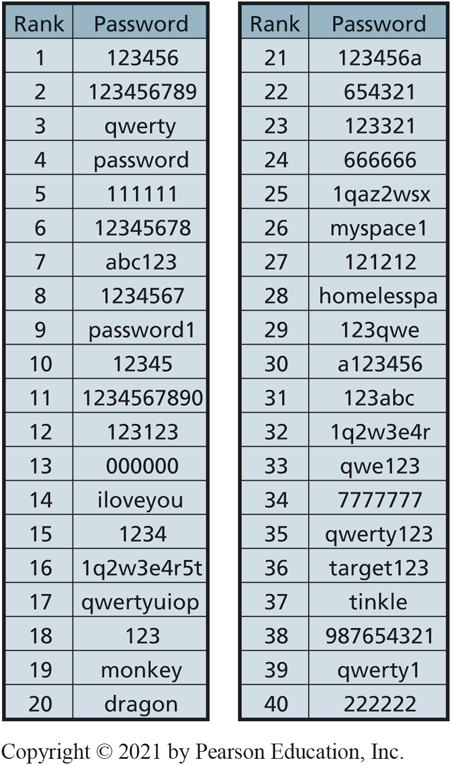 Rank Password
1 123456
2 123456789
3 qwerty
4 password
5 111111
6 12345678
7 abc123
8 1234567
9 password1
10 12345
11 1234567890
12 123123
13 000000
14 iloveyou
15 1234
16 1q2w3e4r5t
17 qwertyuiop
18 123
19 monkey
20 dragon
Rank Password
21 123456a
22 654321
23 123321
24 666666
25 1qaz2wsx
26 myspace1
27 121212
28 homelesspa
29 123qwe
30 a123456
31 123abc
32 1q2w3e4r
33 qwe123
34 7777777
35 qwerty123
36 target123
37 tinkle
38 987654321
39 qwerty1
40 222222
Copyright © 2021 by Pearson Education, Inc.